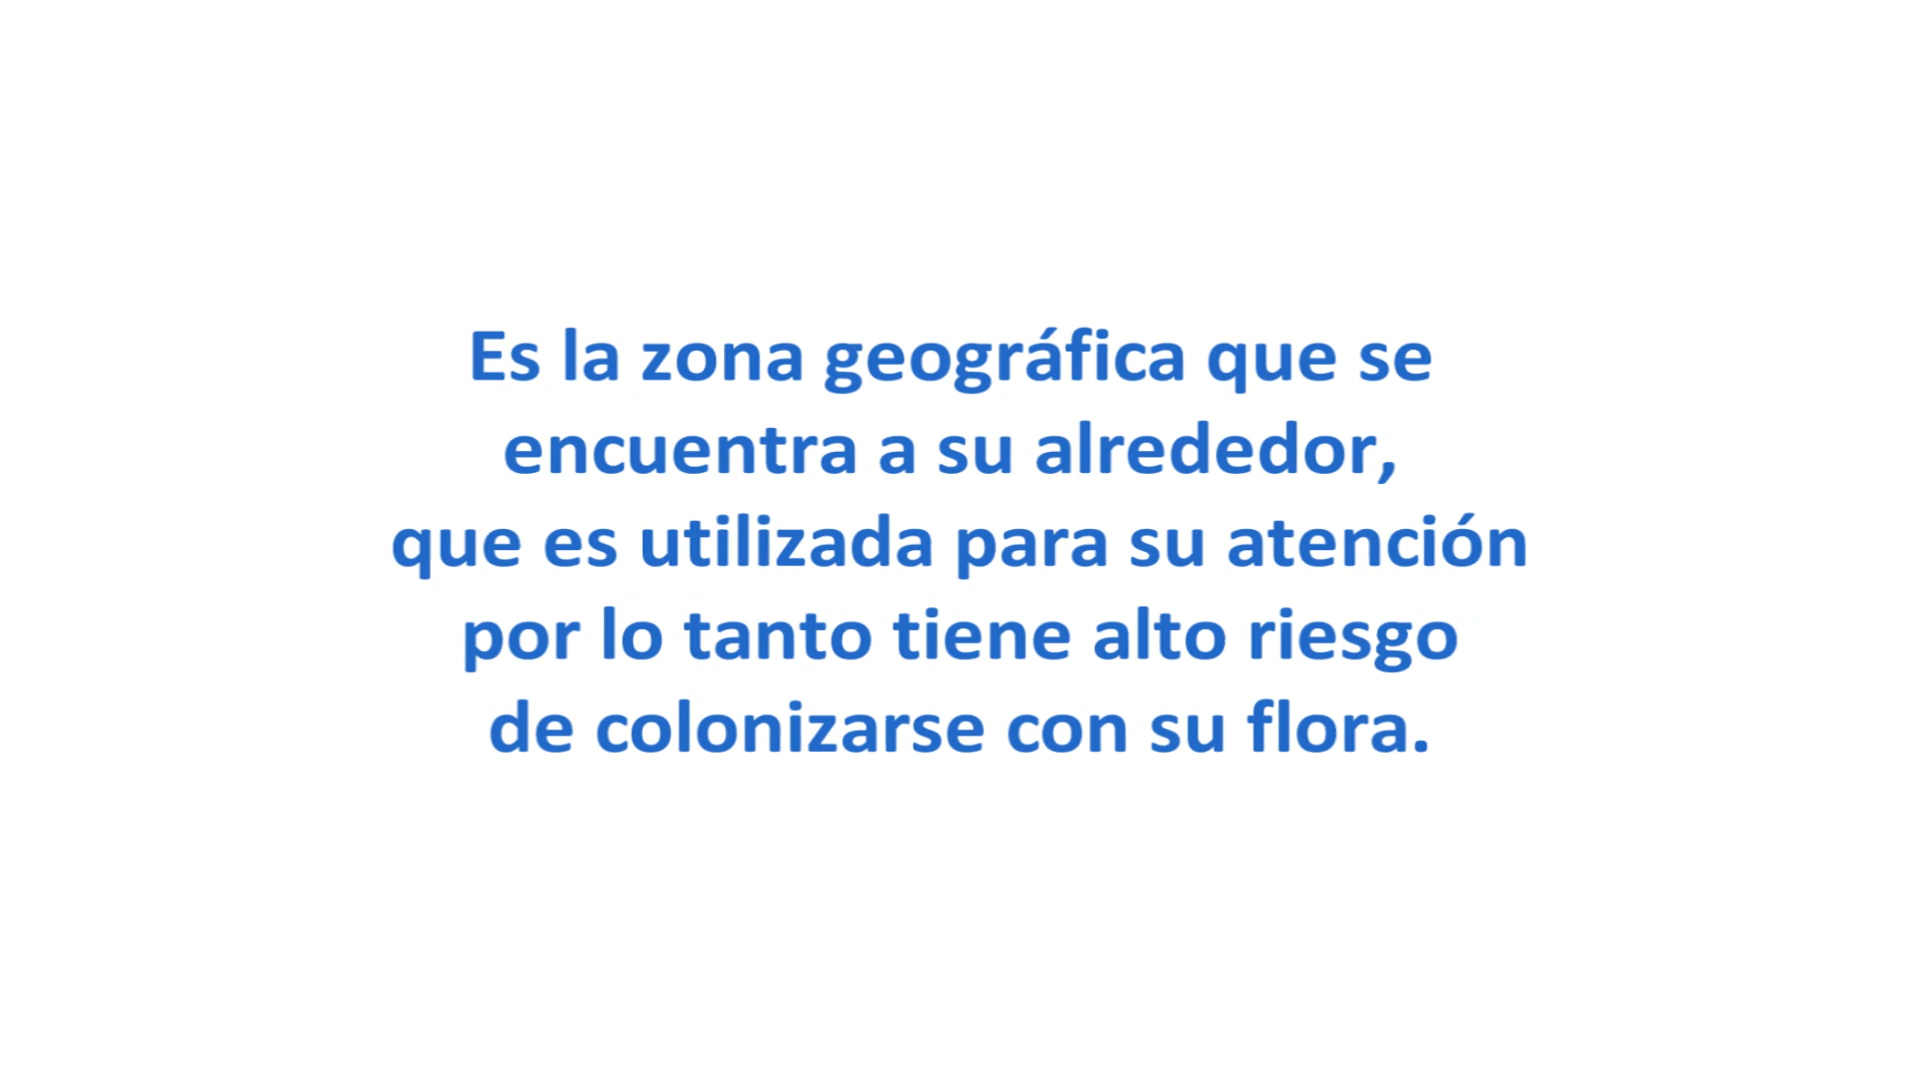 Es la zona geográfica que se
encuentra a su alrededor,
que es utilizada para su atención
por lo tanto tiene alto riesgo
de colonizarse con su flora.